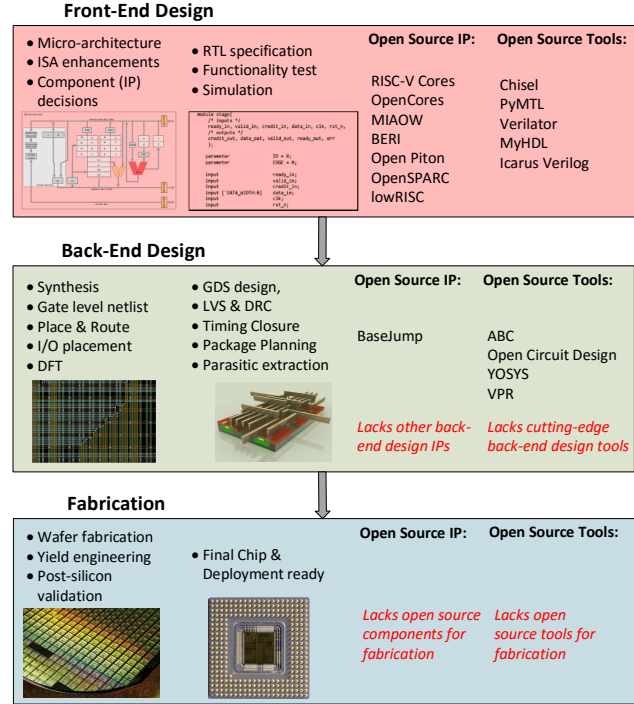 Front-End Design
• Micro-architecture
• ISA enhancements
• Component (IP)
decisions
• RTL specification
• Functionality test
• Simulation
module stage(
/* inputs */
ready_in, valid_in, credit_in, data_in, clk, rst_n,
/* outputs */
credit_out, data_out, valid_out, ready_out, err
);
parameter ID = 0;
parameter EDGE = 0;
input ready_in;
input valid_in;
input credit_in;
input [`DATA_WIDTH:0] data_in;
input clk;
input rst_n;
Open Source IP:
RISC-V Cores
OpenCores
MIAOW
BERI
Open Piton
OpenSPARC
lowRISC
Open Source Tools:
Chisel
PyMTL
Verilator
MyHDL
Icarus Verilog
Back-End Design
• Synthesis
• Gate level netlist
• Place & Route
• I/O placement
• DFT
• GDS design,
• LVS & DRC
• Timing Closure
• Package Planning
• Parasitic extraction
Open Source IP:
BaseJump
Lacks other back-
end design IPs
Open Source Tools:
ABC
Open Circuit Design
YOSYS
VPR
Lacks cutting-edge
back-end design tools
Fabrication
• Wafer fabrication
• Yield engineering
• Post-silicon
validation
• Final Chip &
Deployment ready
Open Source IP:
Lacks open source
components for
fabrication
Open Source Tools:
Lacks open
source tools for
fabrication